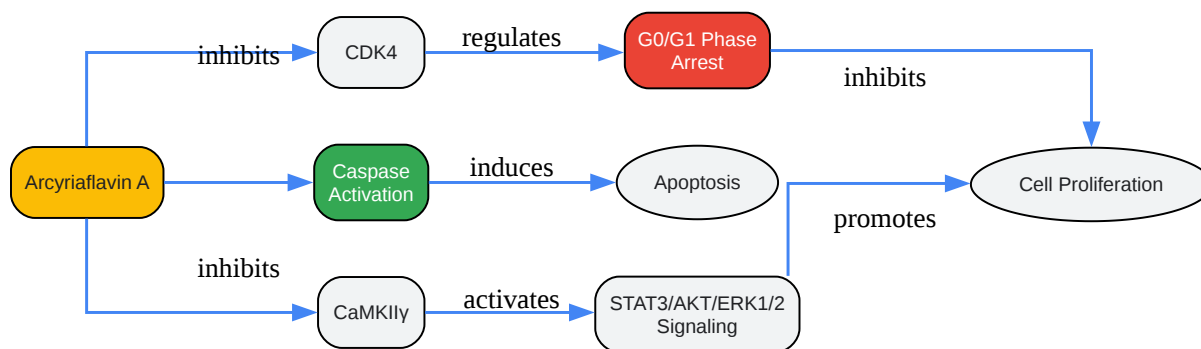 inhibits
CDK4
regulates
G0/G1 Phase
Arrest
inhibits
Arcyriaflavin A
Caspase
Activation
induces
Apoptosis
Cell Proliferation
promotes
inhibits
CaMKIIγ
activates
STAT3/AKT/ERK1/2
Signaling